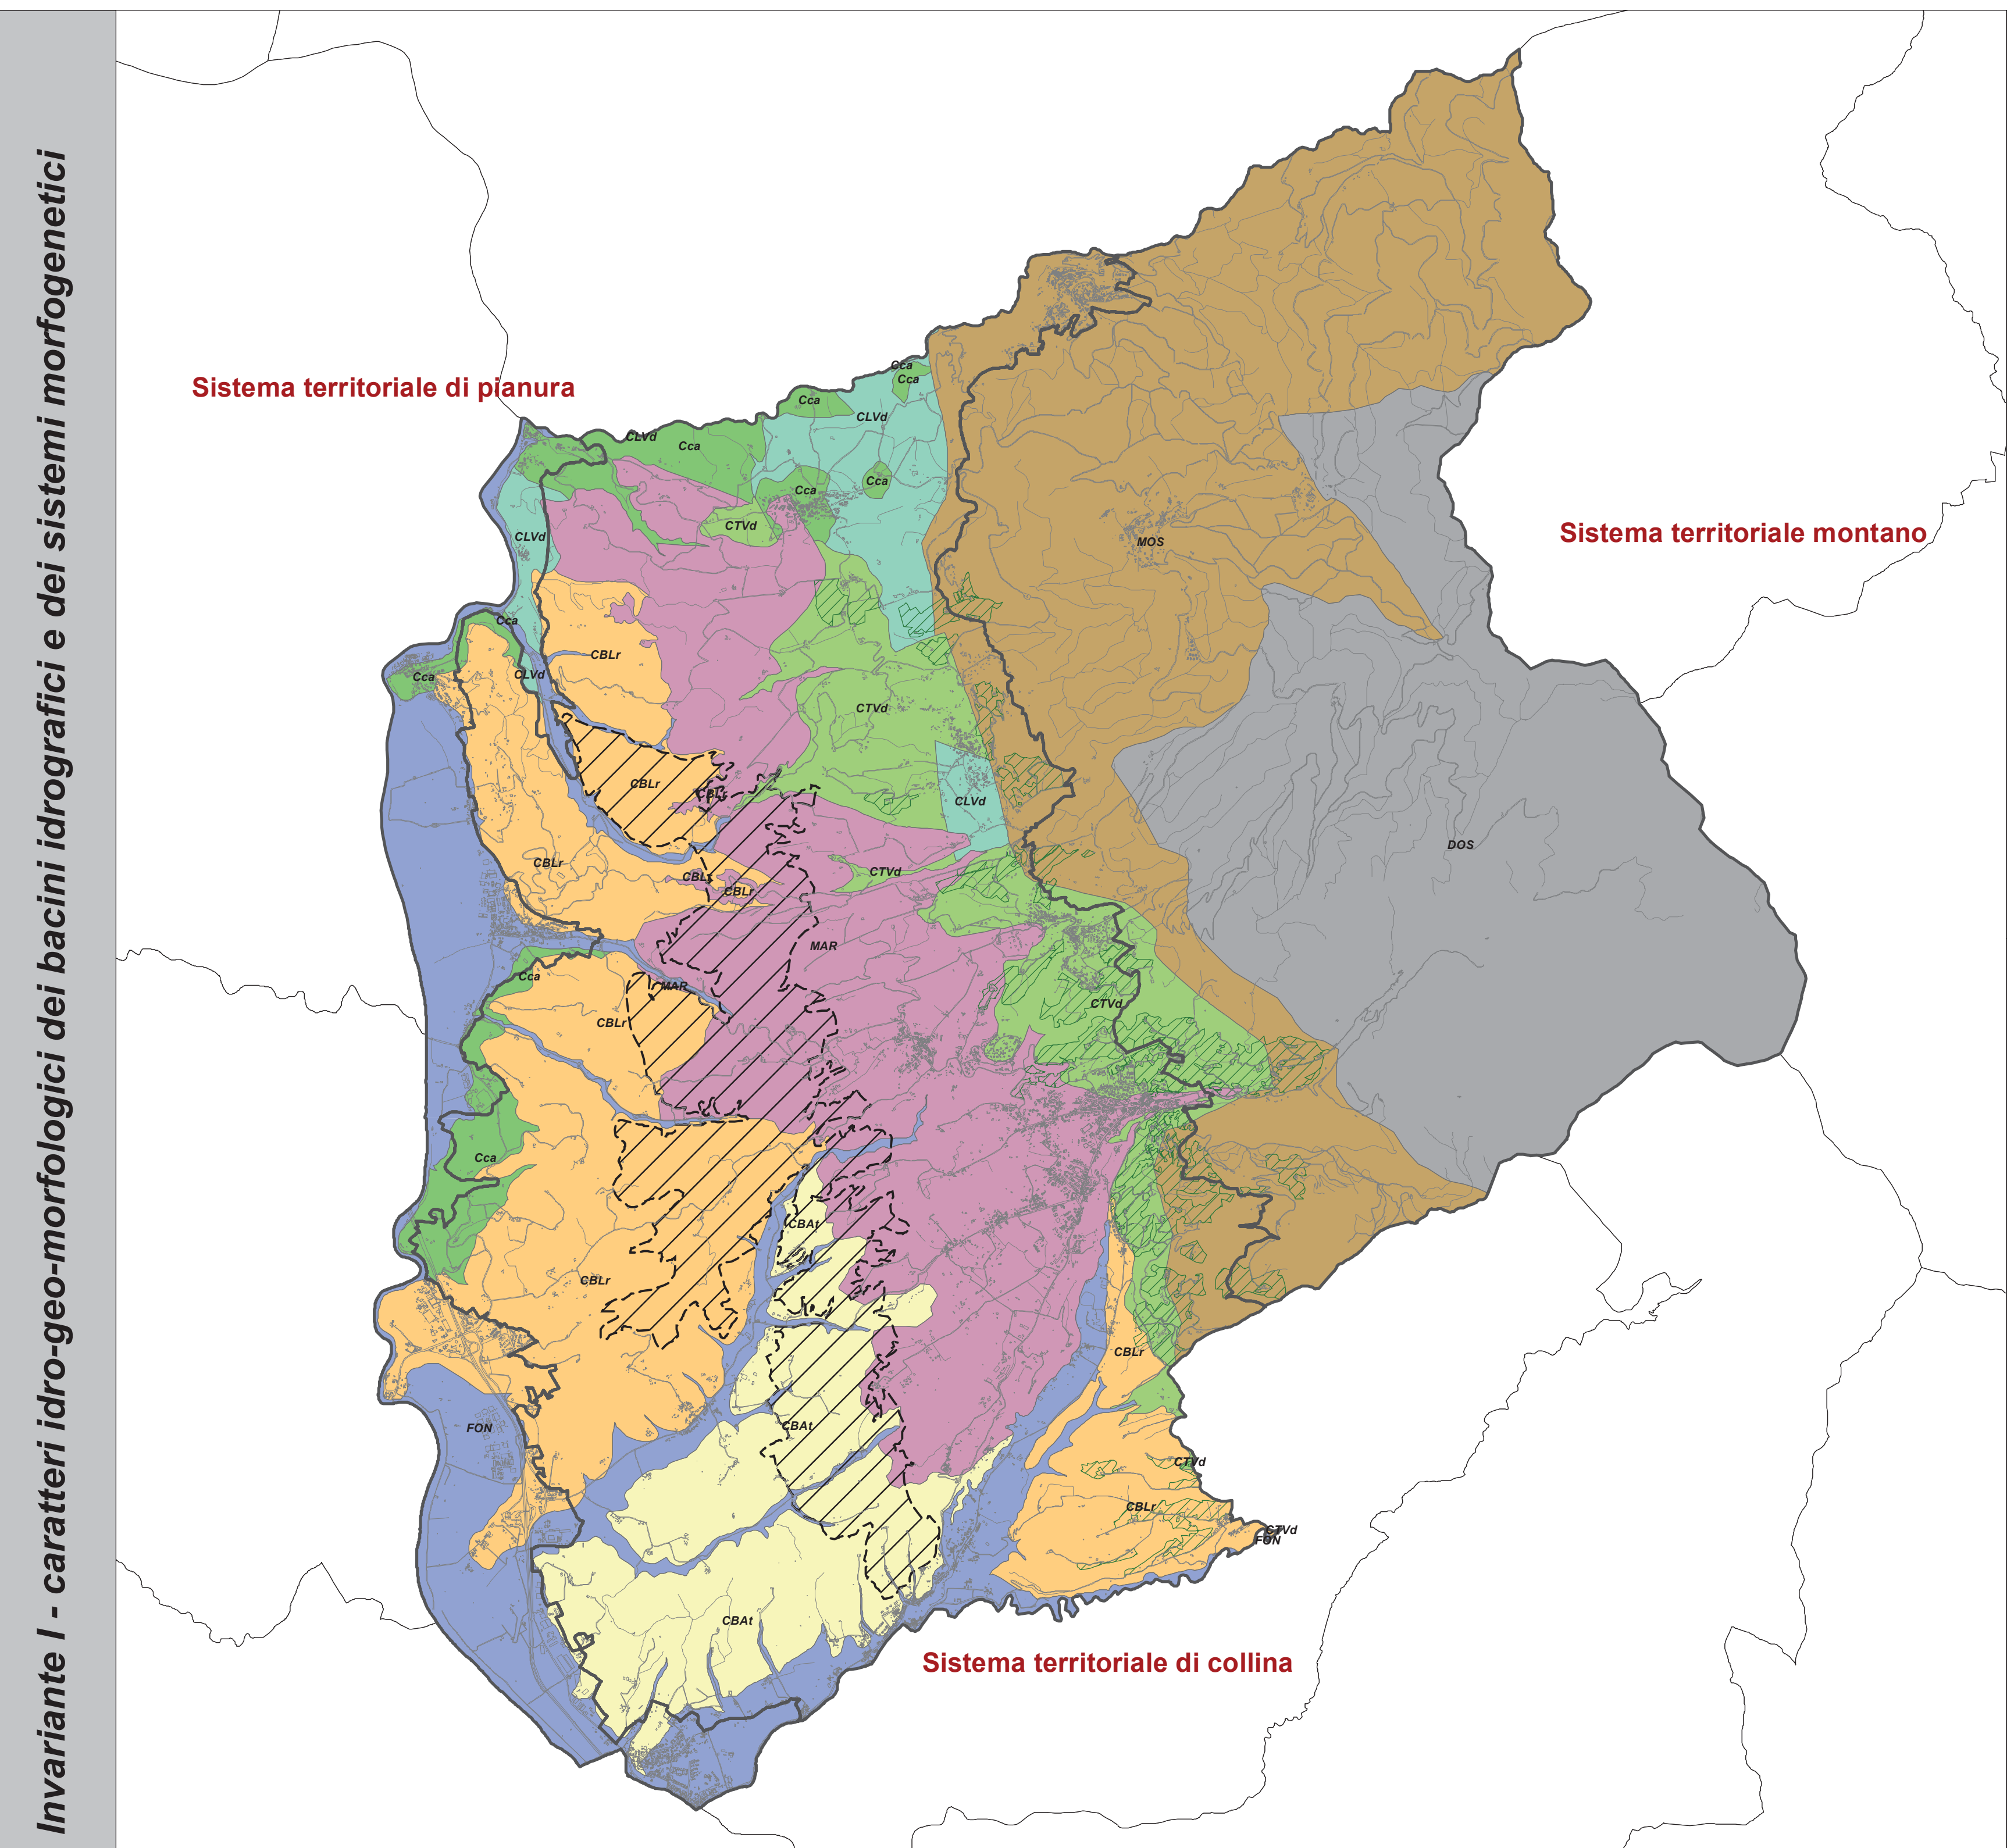 Invariante I - caratteri idro-geo-morfologici dei bacini idrografici e dei sistemi morfogenetici
Cca
Cca
Sistema territoriale di pianura
Cca
CLVd
CLVd
Cca
Cca
Cca
CTVd
Sistema territoriale montano
CLVd
MOS
Cca
CBLr
CLVd
Cca
CTVd
CBLr
CBLr
CLVd
DOS
CBLr
CTVd
CBLr
CBLr
MAR
Cca
MAR
CTVd
CBLr
Cca
CBAt
CBLr
CBLr
CBAt
FON
CTVd
CBLr
CTVd
FON
CBAt
Sistema territoriale di collina